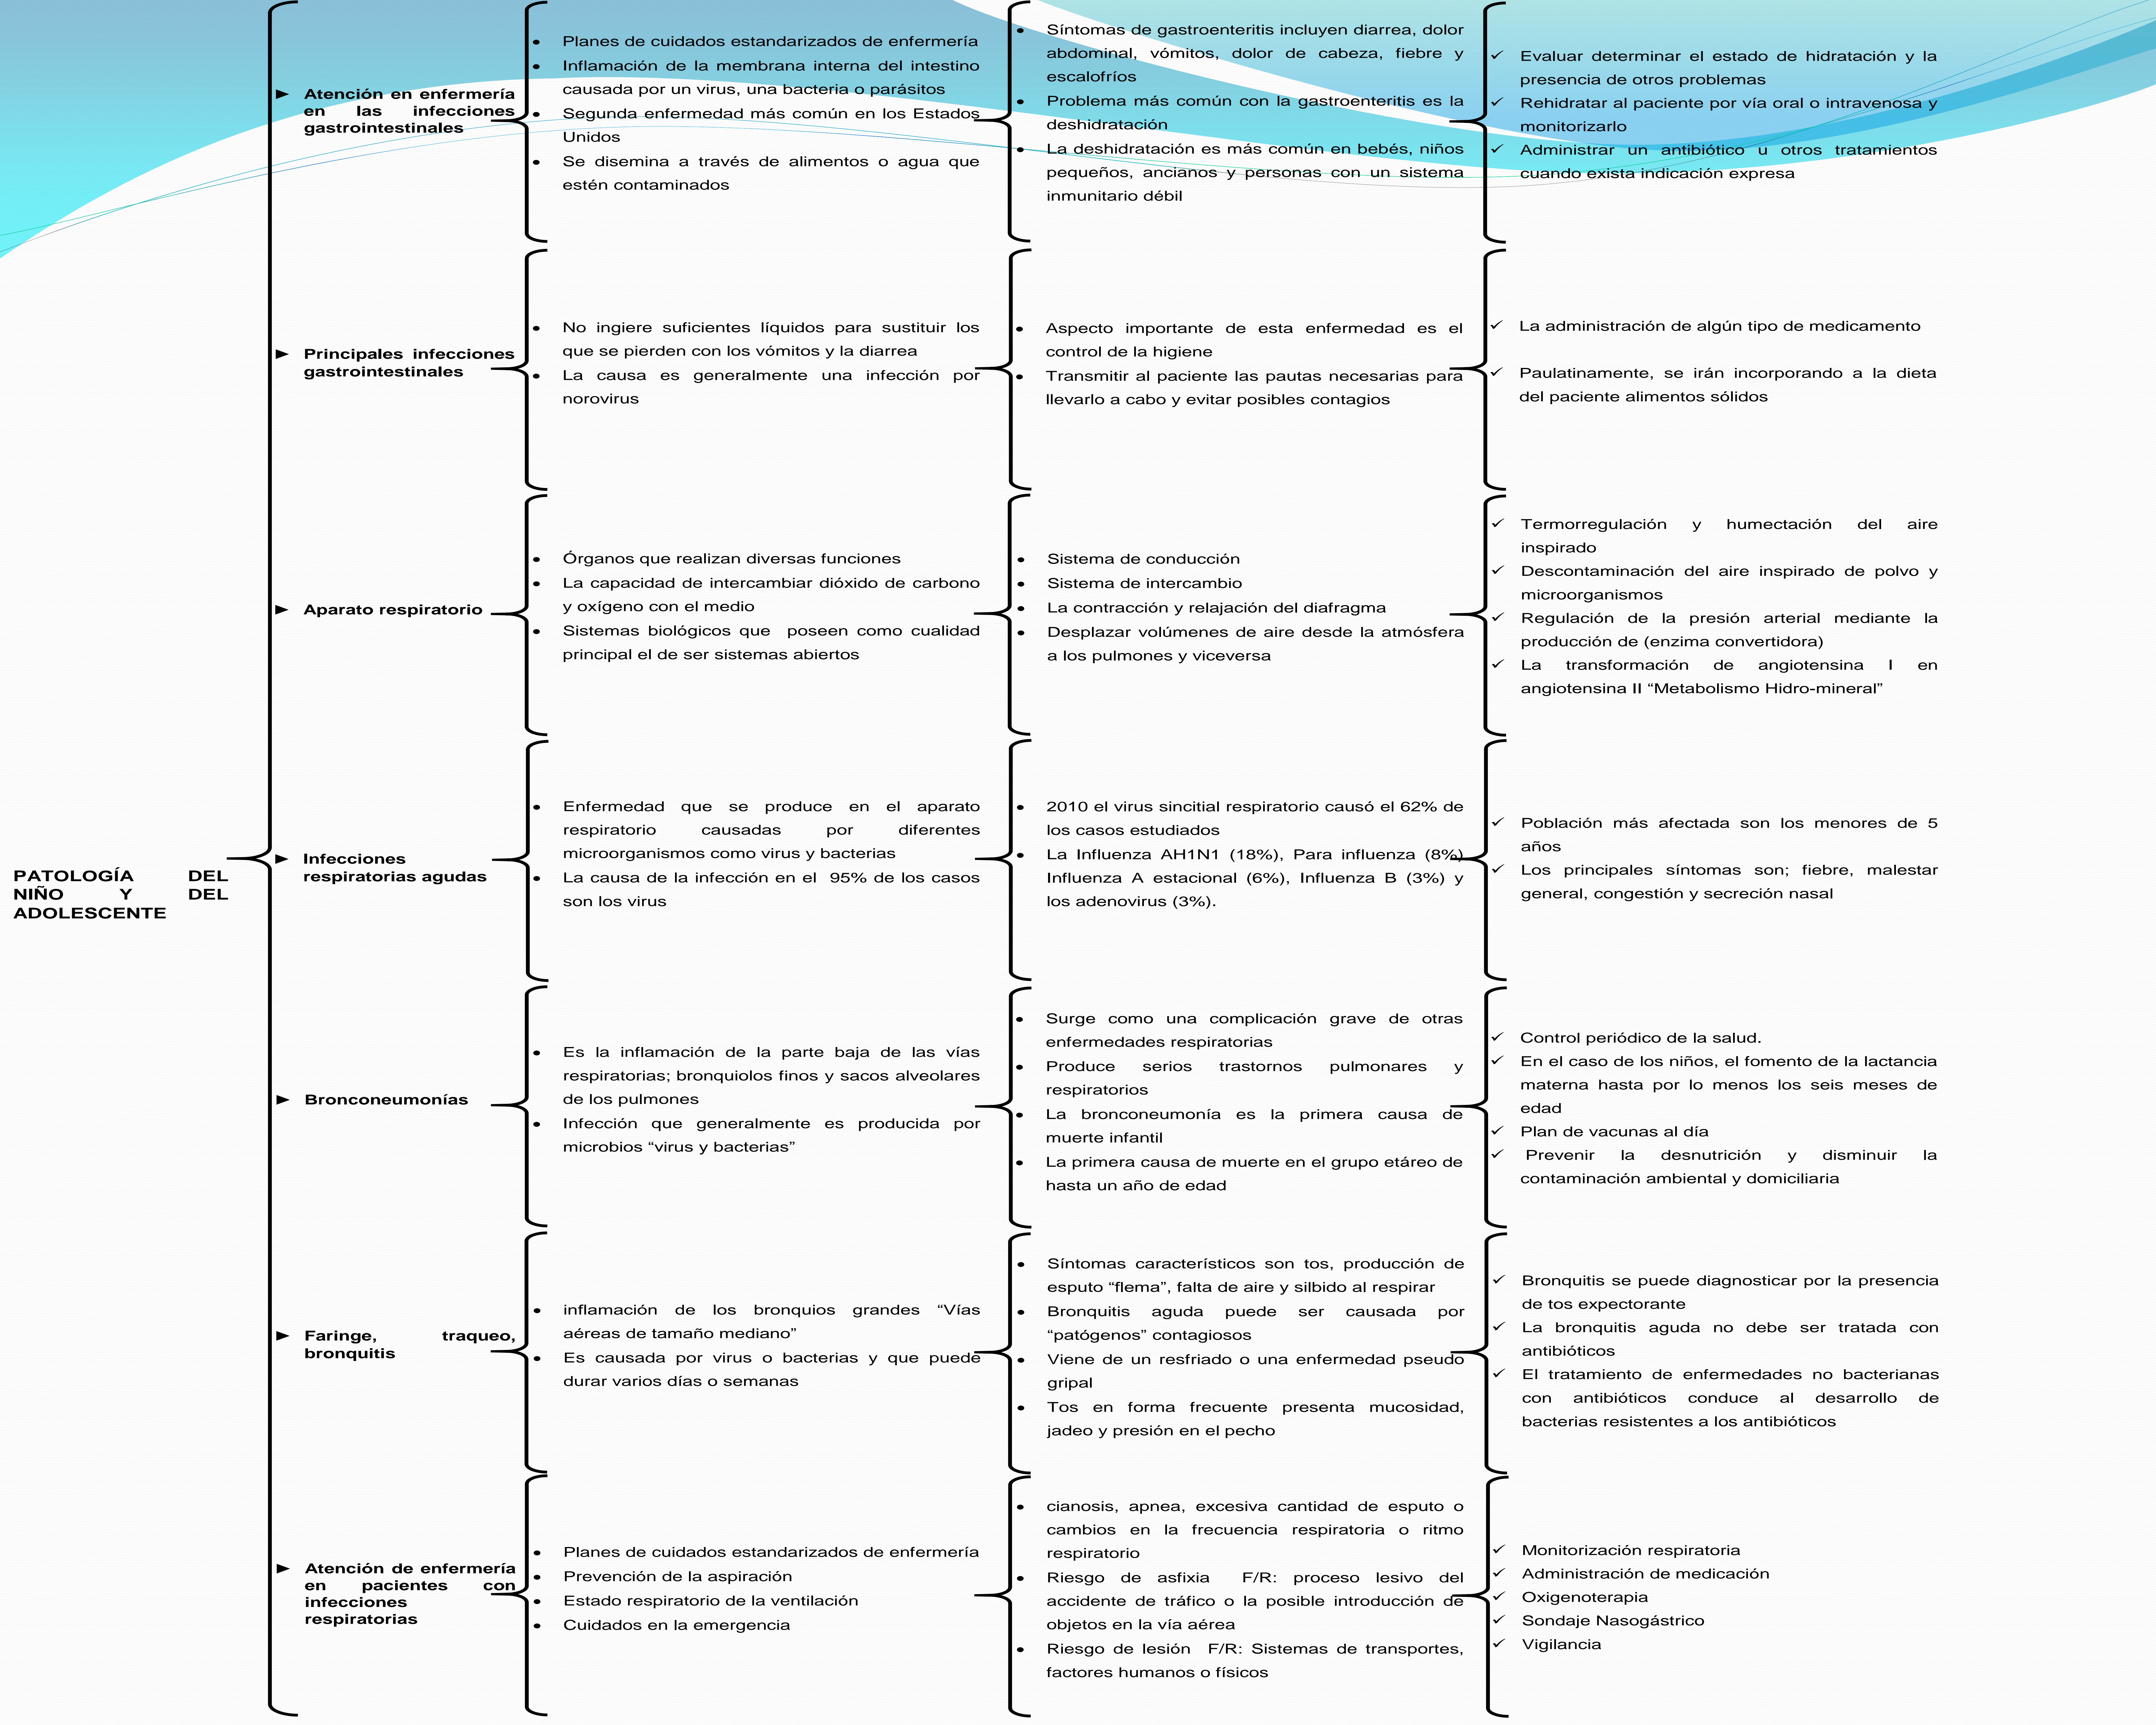 PATOLOGÍA DEL
NIÑO Y DEL
ADOLESCENTE
► Atención en enfermería
en las infecciones
gastrointestinales
• Planes de cuidados estandarizados de enfermería
• Inflamación de la membrana interna del intestino
causada por un virus, una bacteria o parásitos
• Segunda enfermedad más común en los Estados
Unidos
• Se disemina a través de alimentos o agua que
estén contaminados
• Síntomas de gastroenteritis incluyen diarrea, dolor
abdominal, vómitos, dolor de cabeza, fiebre y
escalofríos
• Problema más común con la gastroenteritis es la
deshidratación
• La deshidratación es más común en bebés, niños
pequeños, ancianos y personas con un sistema
inmunitario débil
✓ Evaluar determinar el estado de hidratación y la
presencia de otros problemas
✓ Rehidratar al paciente por vía oral o intravenosa y
monitorizarlo
✓ Administrar un antibiótico u otros tratamientos
cuando exista indicación expresa
► Principales infecciones
gastrointestinales
• No ingiere suficientes líquidos para sustituir los
que se pierden con los vómitos y la diarrea
• La causa es generalmente una infección por
norovirus
• Aspecto importante de esta enfermedad es el
control de la higiene
• Transmitir al paciente las pautas necesarias para
llevarlo a cabo y evitar posibles contagios
✓ La administración de algún tipo de medicamento
✓ Paulatinamente, se irán incorporando a la dieta
del paciente alimentos sólidos
► Aparato respiratorio
• Órganos que realizan diversas funciones
• La capacidad de intercambiar dióxido de carbono
y oxígeno con el medio
• Sistemas biológicos que poseen como cualidad
principal el de ser sistemas abiertos
• Sistema de conducción
• Sistema de intercambio
• La contracción y relajación del diafragma
• Desplazar volúmenes de aire desde la atmósfera
a los pulmones y viceversa
✓ Termorregulación y humectación del aire
inspirado
✓ Descontaminación del aire inspirado de polvo y
microorganismos
✓ Regulación de la presión arterial mediante la
producción de (enzima convertidora)
✓ La transformación de angiotensina I en
angiotensina II “Metabolismo Hidro-mineral”
► Infecciones
respiratorias agudas
• Enfermedad que se produce en el aparato
respiratorio causadas por diferentes
microorganismos como virus y bacterias
• La causa de la infección en el 95% de los casos
son los virus
• 2010 el virus sincitial respiratorio causó el 62% de
los casos estudiados
• La Influenza AH1N1 (18%), Para influenza (8%)
Influenza A estacional (6%), Influenza B (3%) y
los adenovirus (3%).
✓ Población más afectada son los menores de 5
años
✓ Los principales síntomas son; fiebre, malestar
general, congestión y secreción nasal
► Bronconeumonías
• Es la inflamación de la parte baja de las vías
respiratorias; bronquiolos finos y sacos alveolares
de los pulmones
• Infección que generalmente es producida por
microbios “virus y bacterias”
• Surge como una complicación grave de otras
enfermedades respiratorias
• Produce serios trastornos pulmonares y
respiratorios
• La bronconeumonía es la primera causa de
muerte infantil
• La primera causa de muerte en el grupo etáreo de
hasta un año de edad
✓ Control periódico de la salud.
✓ En el caso de los niños, el fomento de la lactancia
materna hasta por lo menos los seis meses de
edad
✓ Plan de vacunas al día
✓ Prevenir la desnutrición y disminuir la
contaminación ambiental y domiciliaria
► Faringe, traqueo,
bronquitis
• inflamación de los bronquios grandes “Vías
aéreas de tamaño mediano”
• Es causada por virus o bacterias y que puede
durar varios días o semanas
• Síntomas característicos son tos, producción de
esputo “flema”, falta de aire y silbido al respirar
• Bronquitis aguda puede ser causada por
“patógenos” contagiosos
• Viene de un resfriado o una enfermedad pseudo
gripal
• Tos en forma frecuente presenta mucosidad,
jadeo y presión en el pecho
✓ Bronquitis se puede diagnosticar por la presencia
de tos expectorante
✓ La bronquitis aguda no debe ser tratada con
antibióticos
✓ El tratamiento de enfermedades no bacterianas
con antibióticos conduce al desarrollo de
bacterias resistentes a los antibióticos
► Atención de enfermería
en pacientes con
infecciones
respiratorias
• Planes de cuidados estandarizados de enfermería
• Prevención de la aspiración
• Estado respiratorio de la ventilación
• Cuidados en la emergencia
• cianosis, apnea, excesiva cantidad de esputo o
cambios en la frecuencia respiratoria o ritmo
respiratorio
• Riesgo de asfixia F/R: proceso lesivo del
accidente de tráfico o la posible introducción de
objetos en la vía aérea
• Riesgo de lesión F/R: Sistemas de transportes,
factores humanos o físicos
✓ Monitorización respiratoria
✓ Administración de medicación
✓ Oxigenoterapia
✓ Sondaje Nasogástrico
✓ Vigilancia